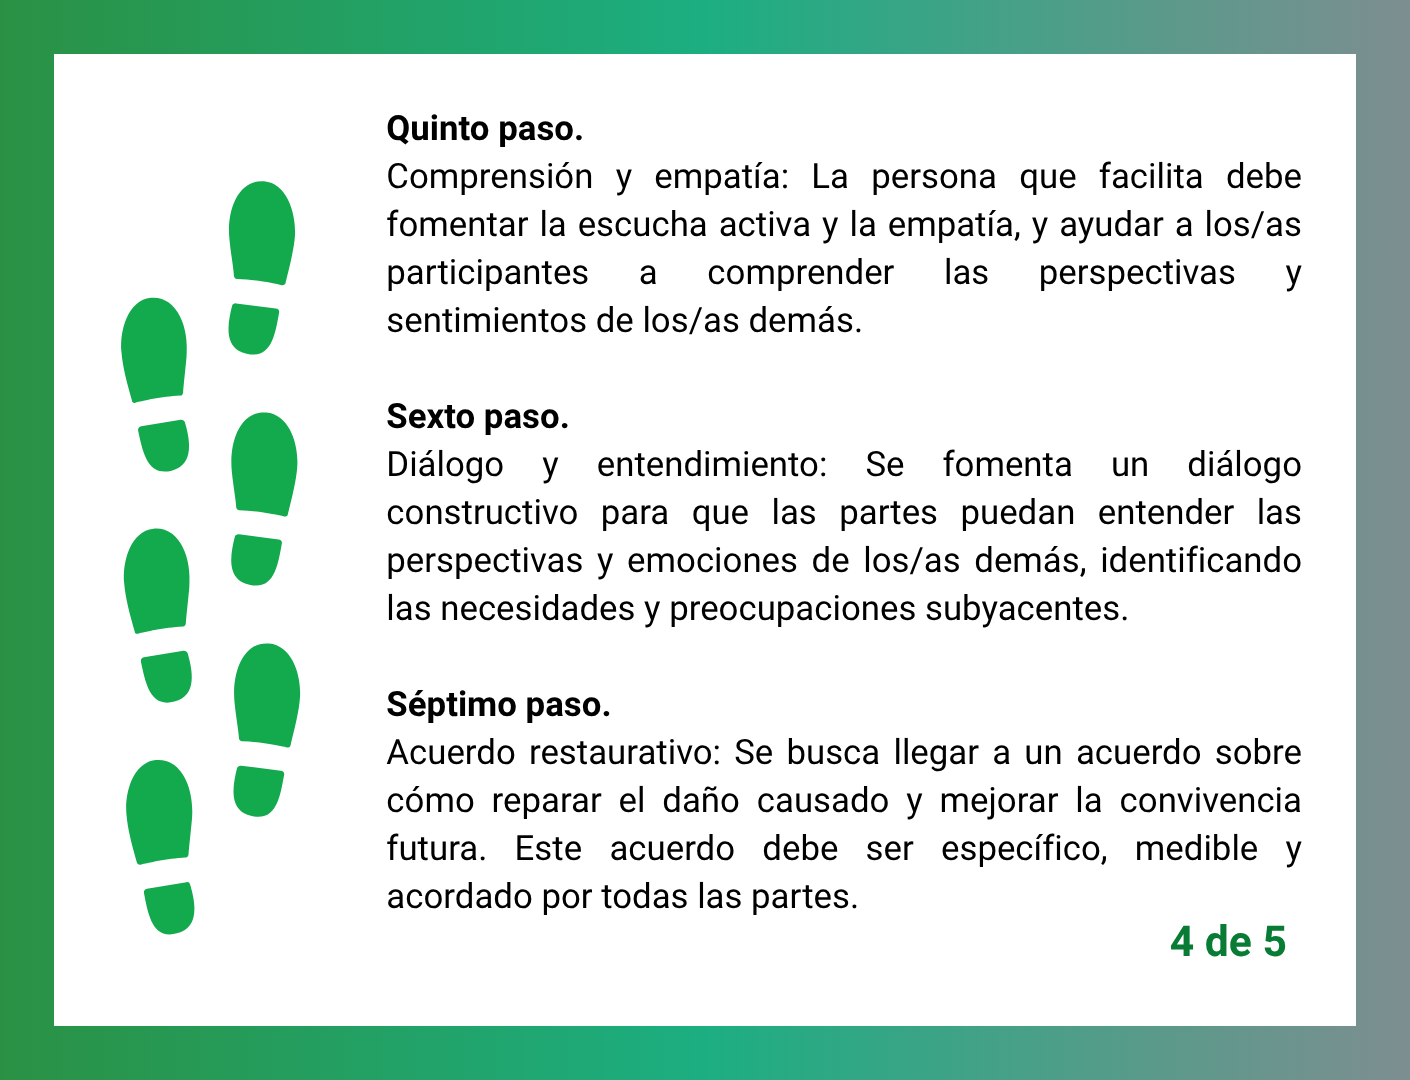 Quinto paso.
Comprensión y empatía: La persona que facilita debe
fomentar la escucha activa y la empatía, y ayudar a los/as
participantes a comprender las perspectivas y
sentimientos de los/as demás.
Sexto paso.
Diálogo y entendimiento: Se fomenta un diálogo
constructivo para que las partes puedan entender las
perspectivas y emociones de los/as demás, identificando
las necesidades y preocupaciones subyacentes.
Séptimo paso.
Acuerdo restaurativo: Se busca llegar a un acuerdo sobre
cómo reparar el daño causado y mejorar la convivencia
futura. Este acuerdo debe ser específico, medible y
acordado por todas las partes.
4 de 5